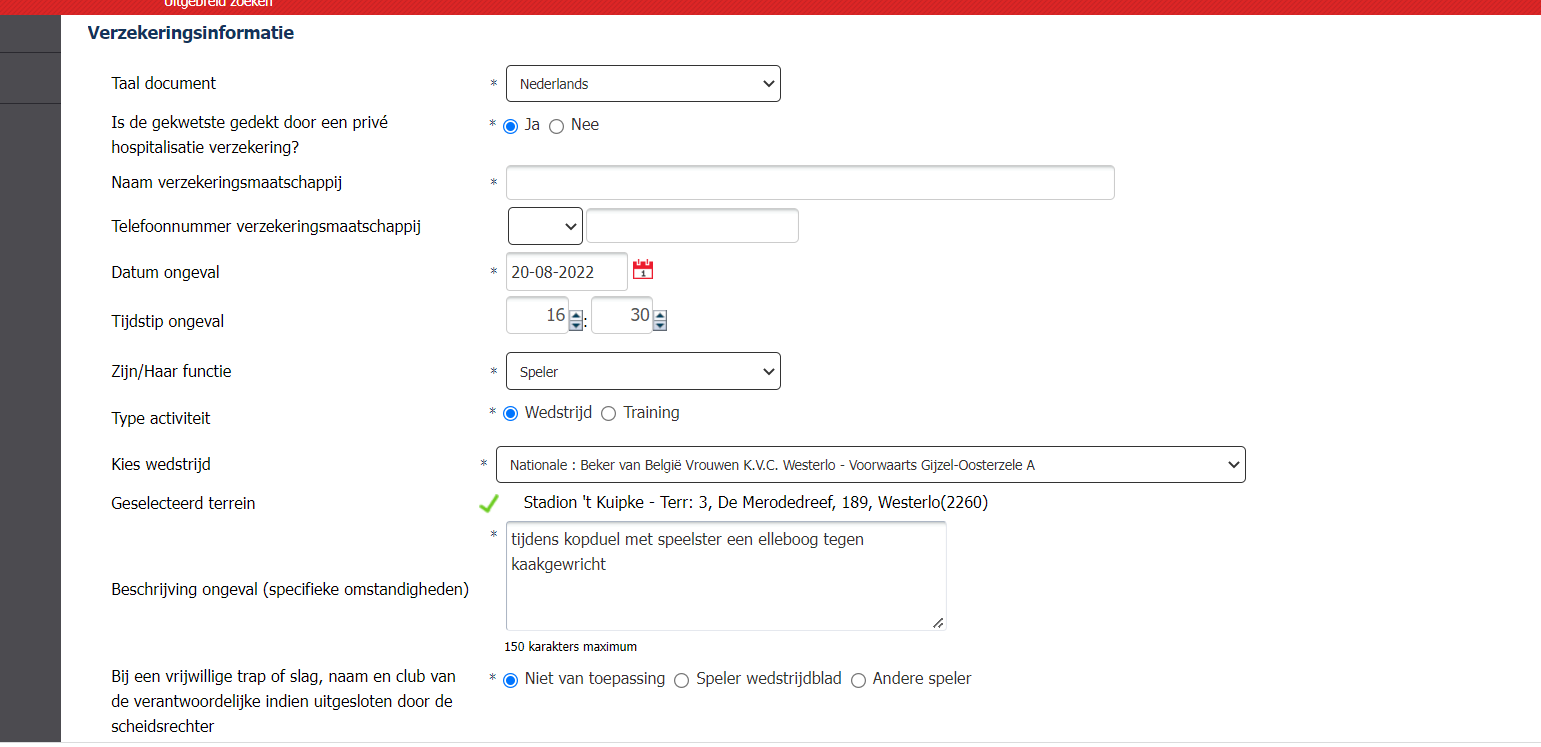 Uitgebreid zoeken
Verzekeringsinformatie
Taal document * Nederlands
Is de gekwetste gedekt door een privé
hospitalisatie verzekering?
* Ja Nee
Naam verzekeringsmaatschappij *
Telefoonnummer verzekeringsmaatschappij
Datum ongeval * 20-08-2022
Tijdstip ongeval 16 : 30
Zijn/Haar functie * Speler
Type activiteit * Wedstrijd Training
Kies wedstrijd * Nationale : Beker van België Vrouwen K.V.C. Westerlo - Voorwaarts Gijzel-Oosterzele A
Geselecteerd terrein Stadion 't Kuipke - Terr: 3, De Merodedreef, 189, Westerlo(2260)
Beschrijving ongeval (specifieke omstandigheden) *
tijdens kopduel met speelster een elleboog tegen
kaakgewricht
150 karakters maximum
Bij een vrijwillige trap of slag, naam en club van
de verantwoordelijke indien uitgesloten door de
scheidsrechter
* Niet van toepassing Speler wedstrijdblad Andere speler